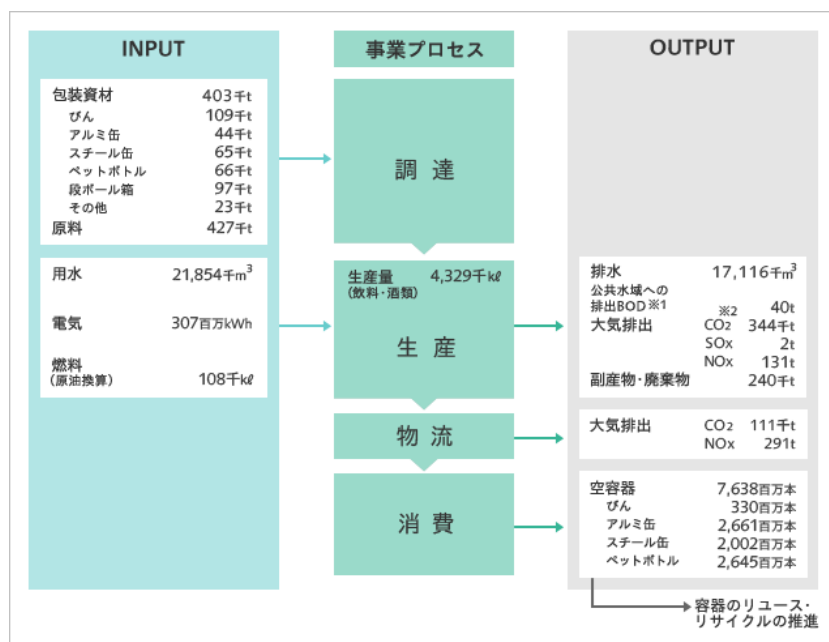 INPUT
包装資材 403千t
びん 109千t
アルミ缶 44千t
スチール缶 65千t
ペットボトル 66千t
段ボール箱 97千t
その他 23千t
原料 427千t
用水 21,854千m³
電気 307百万kWh
燃料
(原油換算) 108千kℓ
事業プロセス
調達
生産量 4,329千kℓ
(飲料・酒類)
生産
物流
消費
OUTPUT
排水 17,116千m³
公共水域への
排出BOD※1 40t
※2
大気排出 CO₂ 344千t
SOx 2t
NOx 131t
副産物・廃棄物 240千t
大気排出 CO₂ 111千t
NOx 291t
空容器 7,638百万本
びん 330百万本
アルミ缶 2,661百万本
スチール缶 2,002百万本
ペットボトル 2,645百万本
容器のリユース・
リサイクルの推進